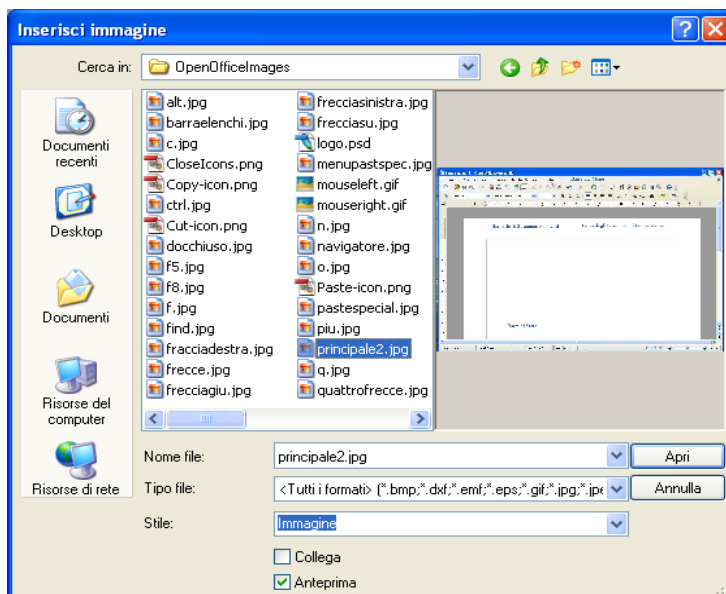 Inserisci immagine
Cerca in:
OpenOfficeImages
Documenti
recenti
Desktop
Documenti
Risorse del
computer
Risorse di rete
alt.jpg
barraelenchi.jpg
c.jpg
CloseIcons.png
Copy-icon.png
ctrl.jpg
Cut-icon.png
docchiuso.jpg
f5.jpg
f8.jpg
f.jpg
find.jpg
fracciadestra.jpg
frecce.jpg
frecciagiu.jpg
frecciasinistra.jpg
frecciasu.jpg
logo.psd
menupastspec.jpg
mouseleft.gif
mouseright.gif
n.jpg
navigatore.jpg
o.jpg
Paste-icon.png
pastespecial.jpg
piu.jpg
principale2.jpg
q.jpg
quattrofrecce.jpg
Nome file:
principale2.jpg
Apri
Tipo file:
<Tutti i formati> (*.bmp;*.dxf;*.emf;*.eps;*.gif;*.jpg;*.jpe
Annulla
Stile:
Immagine
Collega
Anteprima